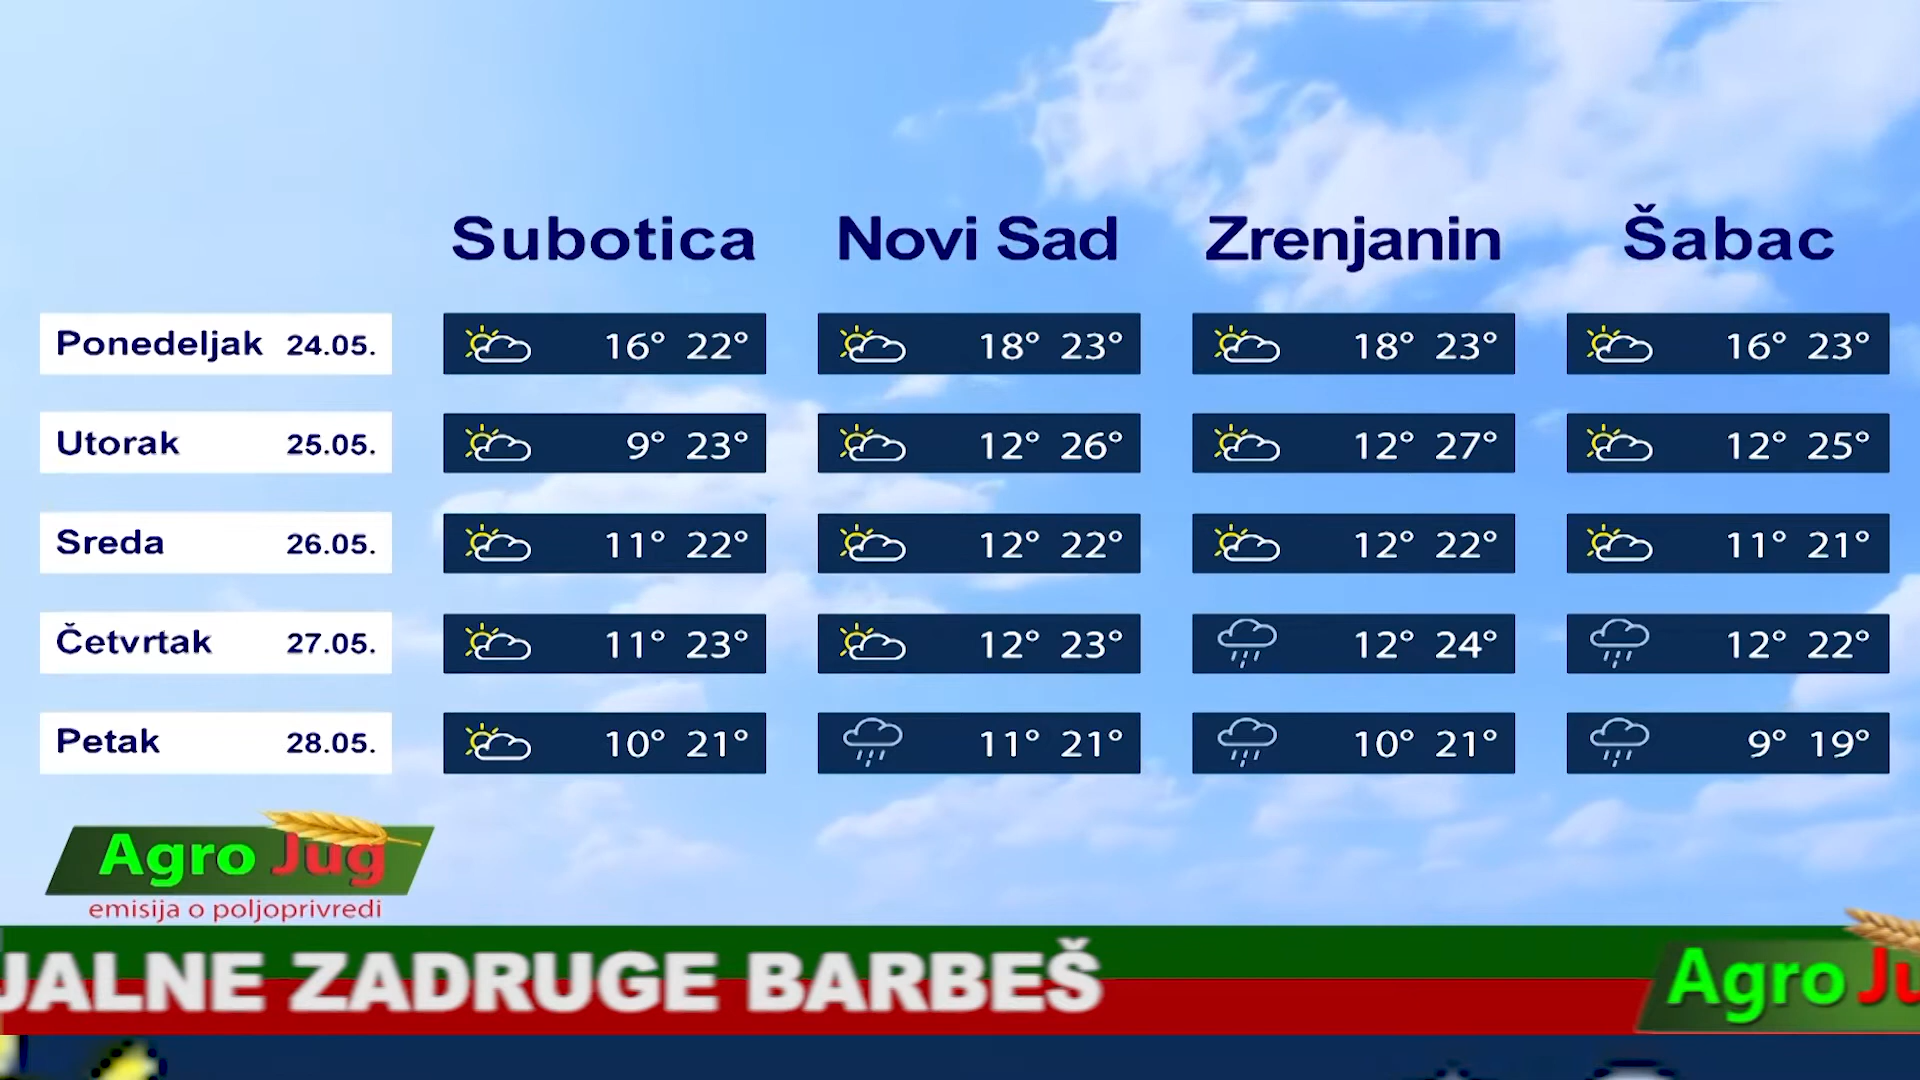 Subotica Novi Sad Zrenjanin Šabac
Ponedeljak 24.05. 16° 22° 18° 23° 18° 23° 16° 23°
Utorak 25.05. 9° 23° 12° 26° 12° 27° 12° 25°
Sreda 26.05. 11° 22° 12° 22° 12° 22° 11° 21°
Četvrtak 27.05. 11° 23° 12° 23° 12° 24° 12° 22°
Petak 28.05. 10° 21° 11° 21° 10° 21° 9° 19°
Agro Jug
emisija o poljoprivredi
JALNE ZADRUGE BARBEŠ
Agro Ju